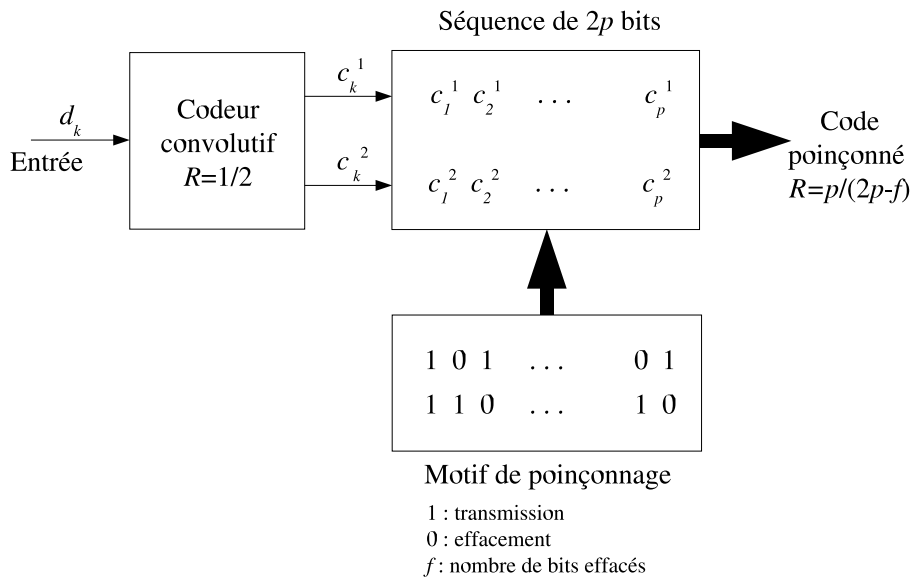 Séquence de 2p bits
d_k
Entrée
Codeur
convolutif
R=1/2
c_k^1
c_k^2
c_1^1 c_2^1 . . . c_p^1
c_1^2 c_2^2 . . . c_p^2
Code
poinçonné
R=p/(2p-f)
1 0 1 . . . 0 1
1 1 0 . . . 1 0
Motif de poinçonnage
1 : transmission
0 : effacement
f : nombre de bits effacés